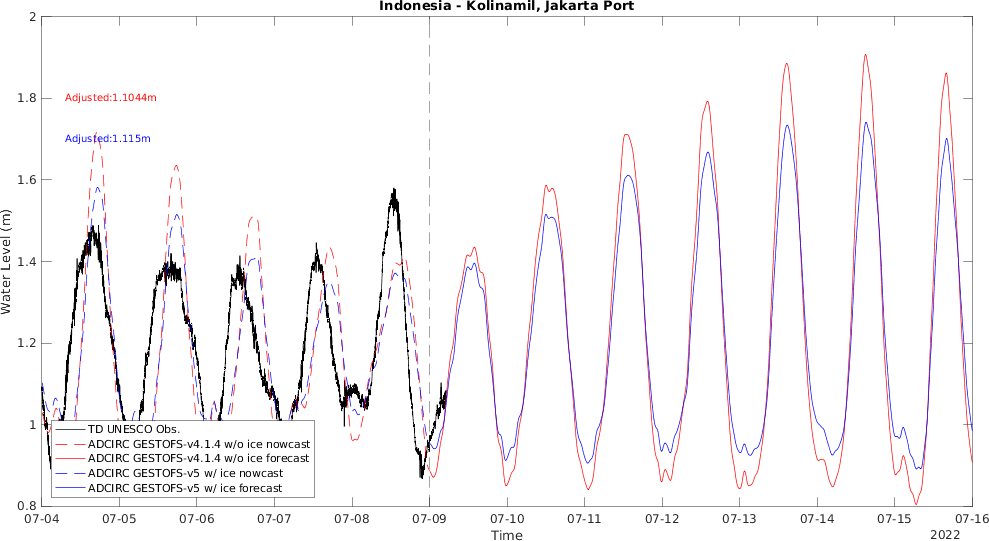 Indonesia - Kolinamil, Jakarta Port
Water Level (m)
2
1.8
1.6
1.4
1.2
1
0.8
Adjusted:1.1044m
Adjusted:1.115m
TD UNESCO Obs.
ADCIRC GESTOFS-v4.1.4 w/o ice nowcast
ADCIRC GESTOFS-v4.1.4 w/o ice forecast
ADCIRC GESTOFS-v5 w/ ice nowcast
ADCIRC GESTOFS-v5 w/ ice forecast
07-04 07-05 07-06 07-07 07-08 07-09 07-10 07-11 07-12 07-13 07-14 07-15 07-16
Time
2022